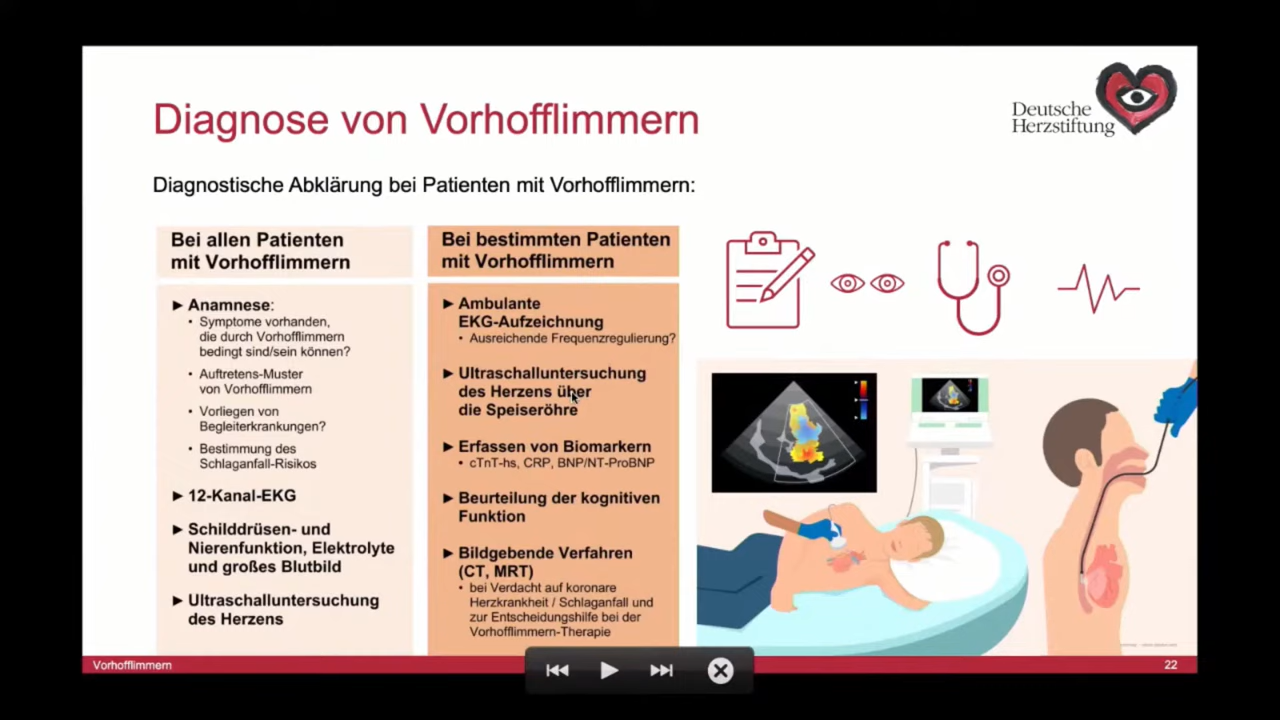 Diagnose von Vorhofflimmern
Deutsche
Herzstiftung
Diagnostische Abklärung bei Patienten mit Vorhofflimmern:
Bei allen Patienten
mit Vorhofflimmern
► Anamnese:
• Symptome vorhanden,
die durch Vorhofflimmern
bedingt sind/sein können?
• Auftretens-Muster
von Vorhofflimmern
• Vorliegen von
Begleiterkrankungen?
• Bestimmung des
Schlaganfall-Risikos
► 12-Kanal-EKG
► Schilddrüsen- und
Nierenfunktion, Elektrolyte
und großes Blutbild
► Ultraschalluntersuchung
des Herzens
Bei bestimmten Patienten
mit Vorhofflimmern
► Ambulante
EKG-Aufzeichnung
• Ausreichende Frequenzregulierung?
► Ultraschalluntersuchung
des Herzens über
die Speiseröhre
► Erfassen von Biomarkern
• cTnT-hs, CRP, BNP/NT-ProBNP
► Beurteilung der kognitiven
Funktion
► Bildgebende Verfahren
(CT, MRT)
• bei Verdacht auf koronare
Herzkrankheit / Schlaganfall und
zur Entscheidungshilfe bei der
Vorhofflimmern-Therapie
Vorhofflimmern
22